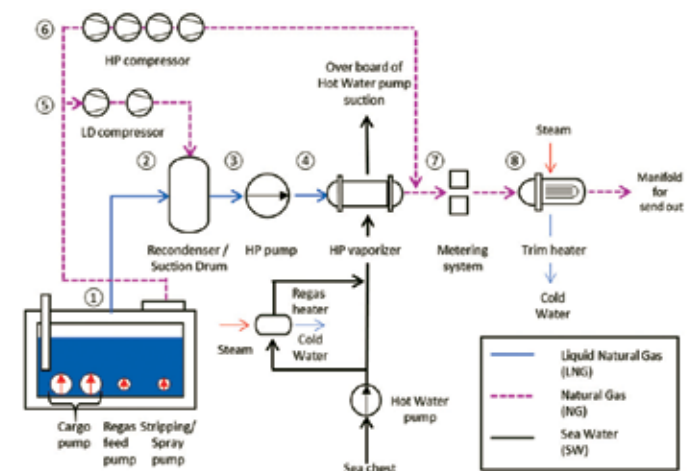 ⑥
HP compressor
⑤
LD compressor
Over board of
Hot Water pump
suction
②
③
④
⑦
⑧
Steam
Manifold
for
send out
Recondenser /
Suction Drum
HP pump
HP vaporizer
Metering
system
Trim heater
Cold
Water
①
Regas
heater
Steam
Cold
Water
Hot Water
pump
Sea chest
Cargo
pump
Regas
feed
pump
Stripping/
Spray
pump
Liquid Natural Gas
(LNG)
Natural Gas
(NG)
Sea Water
(SW)